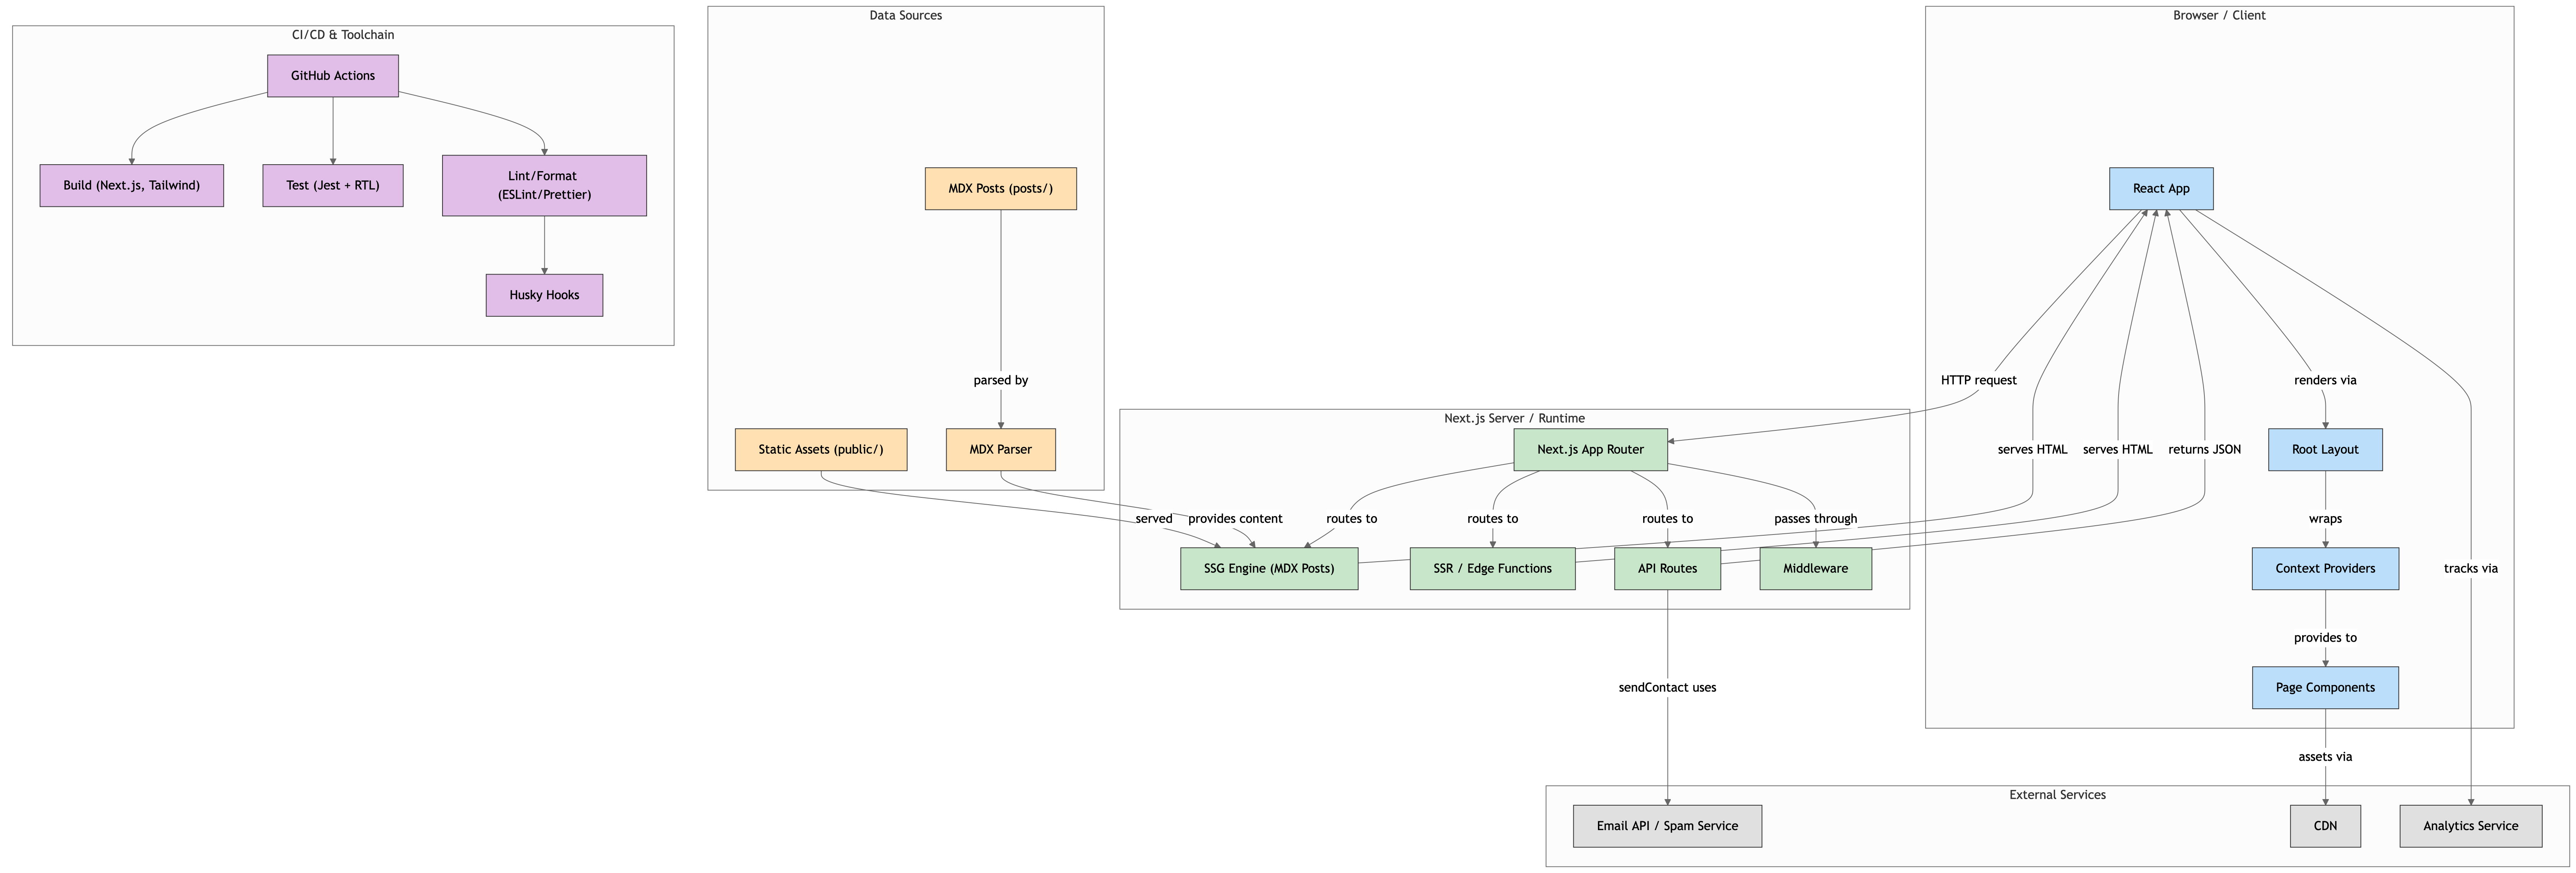 CI/CD & Toolchain
GitHub Actions
Build (Next.js, Tailwind)
Test (Jest + RTL)
Lint/Format
(ESLint/Prettier)
Husky Hooks
Data Sources
MDX Posts (posts/)
parsed by
Static Assets (public/)
MDX Parser
served
provides content
Next.js Server / Runtime
Next.js App Router
routes to
routes to
routes to
passes through
SSG Engine (MDX Posts)
SSR / Edge Functions
API Routes
Middleware
sendContact uses
Browser / Client
React App
HTTP request
renders via
serves HTML
serves HTML
returns JSON
Root Layout
wraps
Context Providers
tracks via
provides to
Page Components
assets via
External Services
Email API / Spam Service
CDN
Analytics Service